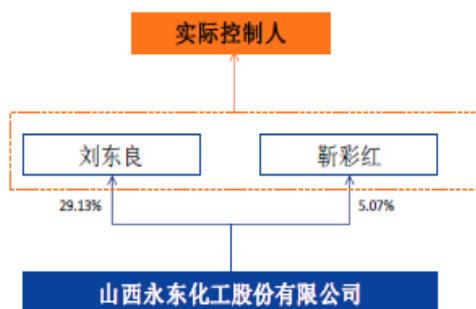 实际控制人
刘东良
靳彩红
29.13%
5.07%
山西永东化工股份有限公司